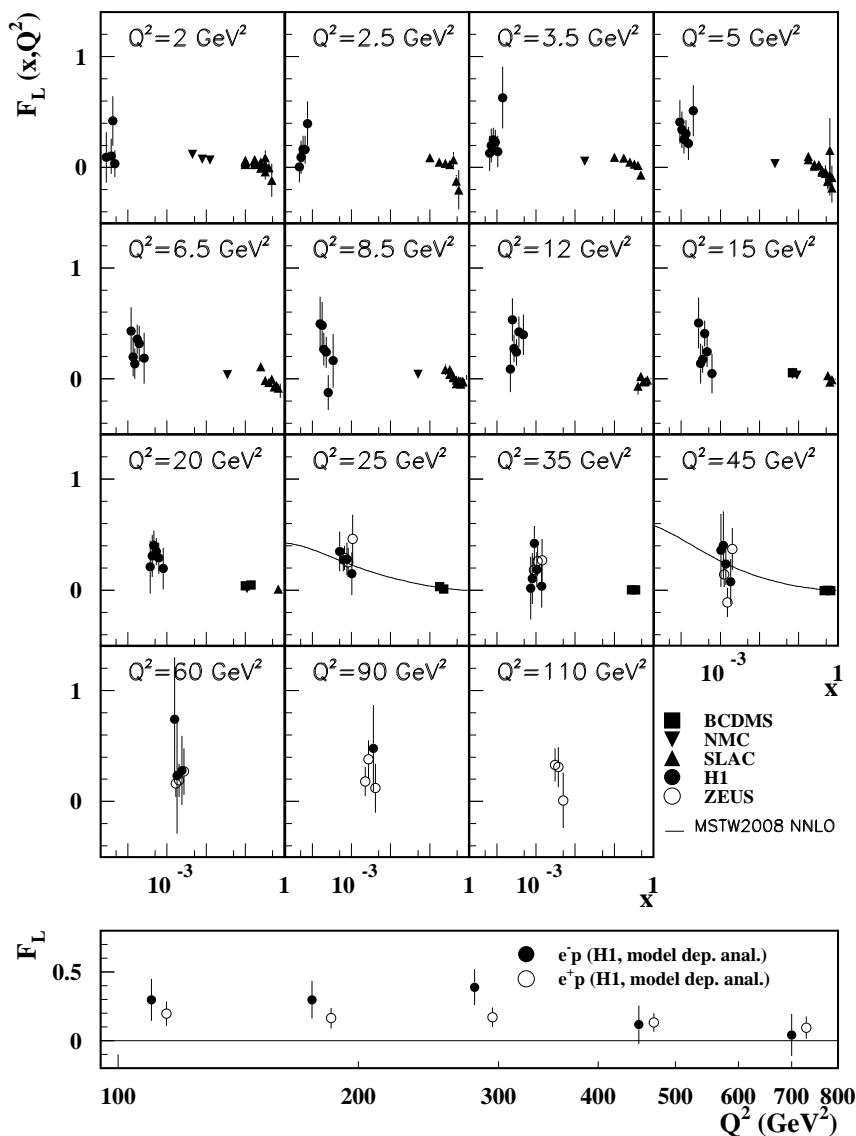 F_L (x,Q²)
1
0
Q²=2 GeV²
Q²=2.5 GeV²
Q²=3.5 GeV²
Q²=5 GeV²
1
0
Q²=6.5 GeV²
Q²=8.5 GeV²
Q²=12 GeV²
Q²=15 GeV²
1
0
Q²=20 GeV²
Q²=25 GeV²
Q²=35 GeV²
Q²=45 GeV²
10⁻³ 1
x
1
0
Q²=60 GeV²
Q²=90 GeV²
Q²=110 GeV²
BCDMS
NMC
SLAC
H1
ZEUS
MSTW2008 NNLO
10⁻³ 1 10⁻³ 1 10⁻³ 1
x
F_L
0.5
0
e⁻p (H1, model dep. anal.)
e⁺p (H1, model dep. anal.)
100 200 300 400 500 600 700 800
Q² (GeV²)